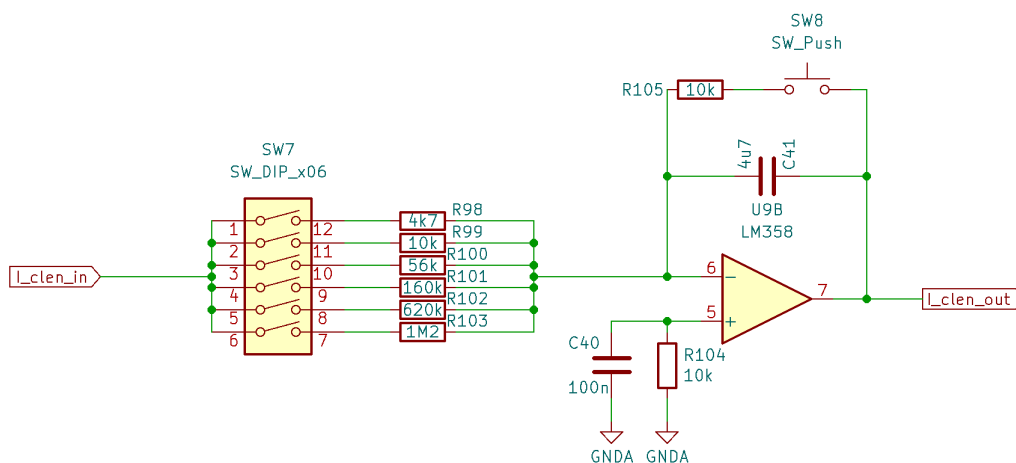 SW8
SW_Push
R105
10k
4u7
C41
SW7
SW_DIP_x06
U9B
LM358
I_clen_in
1
12
4k7
R98
2
11
10k
R99
3
10
56k
R100
4
9
160k
R101
5
8
620k
R102
6
7
1M2
R103
6
−
7
I_clen_out
5
+
C40
100n
R104
10k
GNDA
GNDA